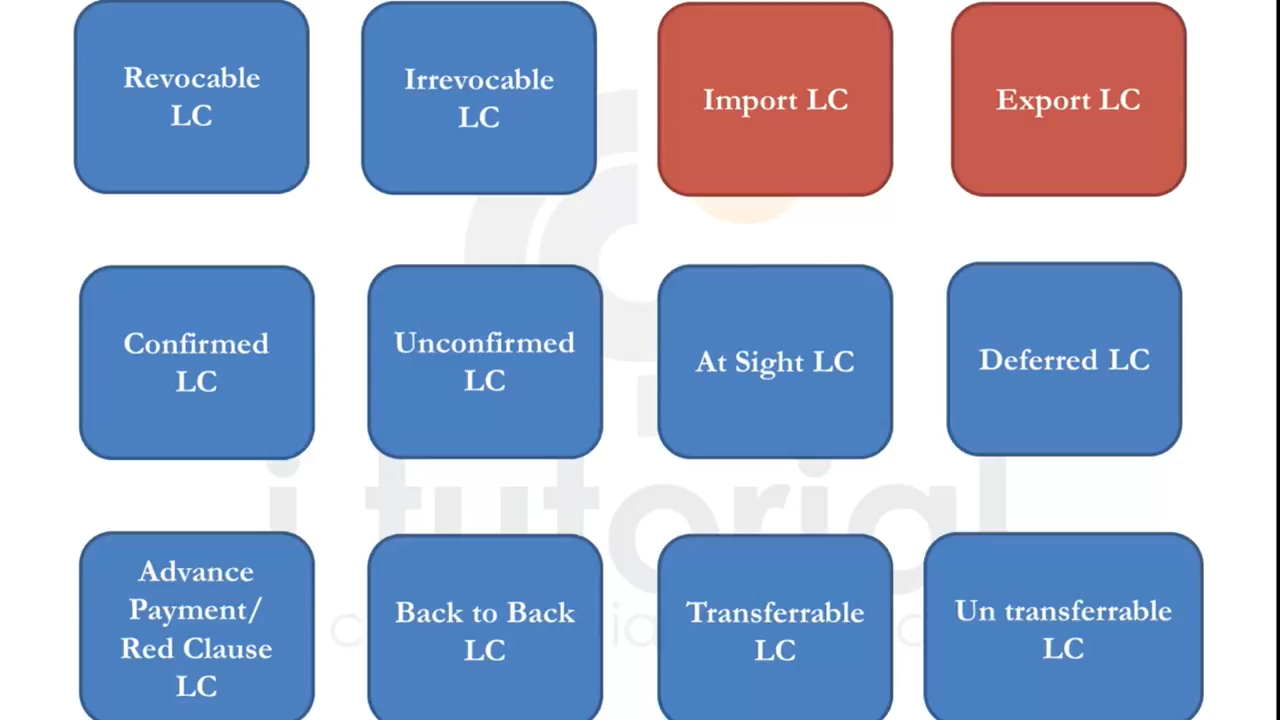 Revocable
LC
Irrevocable
LC
Import LC
Export LC
Confirmed
LC
Unconfirmed
LC
At Sight LC
Deferred LC
Advance
Payment/
Red Clause
LC
Back to Back
LC
Transferrable
LC
Un transferrable
LC
i tutorial